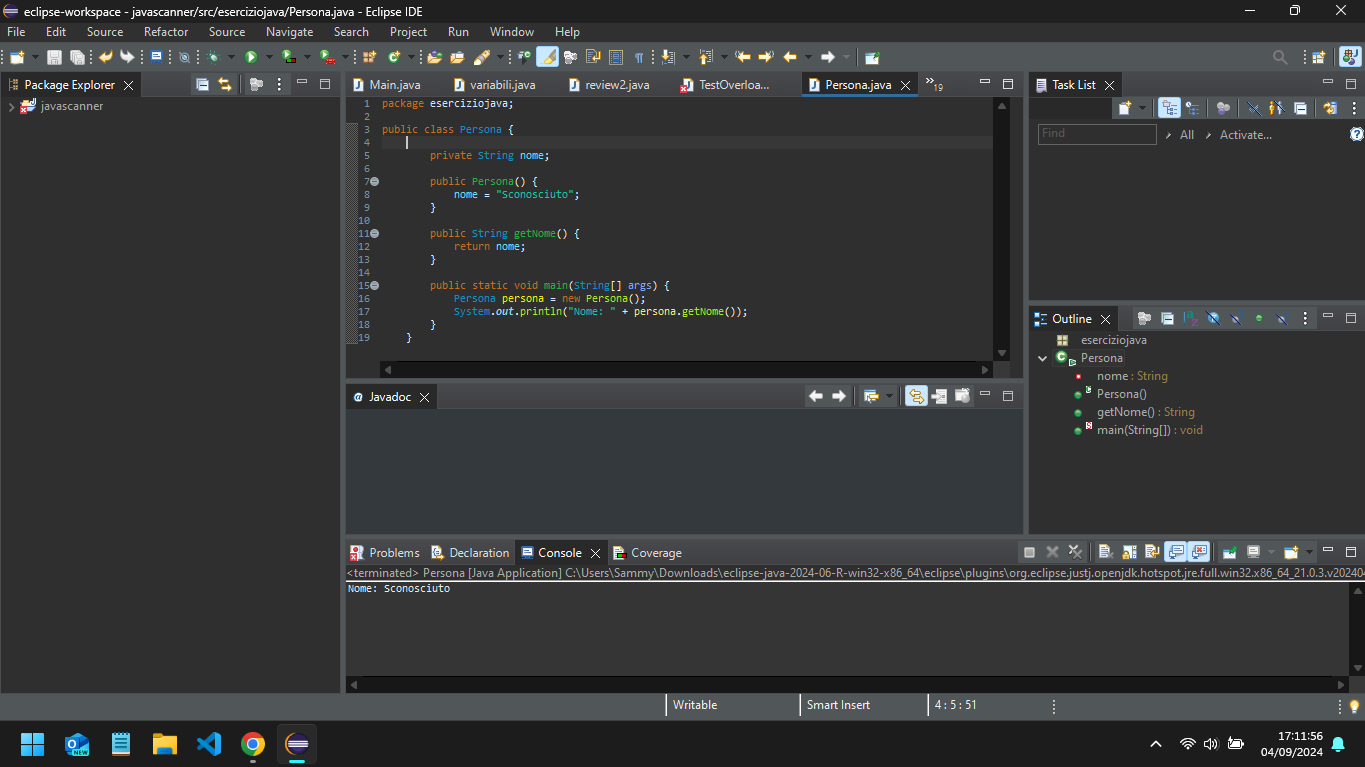 eclipse-workspace - javascanner/src/eserciziojava/Persona.java - Eclipse IDE
File Edit Source Refactor Source Navigate Search Project Run Window Help
Package Explorer
javascanner
Main.java variabili.java review2.java TestOverloa... Persona.java 19
1 package eserciziojava;
2
3 public class Persona {
4
5 private String nome;
6
7 public Persona() {
8 nome = "Sconosciuto";
9 }
10
11 public String getNome() {
12 return nome;
13 }
14
15 public static void main(String[] args) {
16 Persona persona = new Persona();
17 System.out.println("Nome: " + persona.getNome());
18 }
19 }
Javadoc
Task List
Find All Activate...
Outline
eserciziojava
Persona
nome : String
Persona()
getNome() : String
main(String[]) : void
Problems Declaration Console Coverage
<terminated> Persona [Java Application] C:\Users\Sammy\Downloads\eclipse-java-2024-06-R-win32-x86_64\eclipse\plugins\org.eclipse.justj.openjdk.hotspot.jre.full.win32.x86_64_21.0.3.v202404
Nome: Sconosciuto
Writable Smart Insert 4 : 5 : 51
NEW
17:11:56
04/09/2024